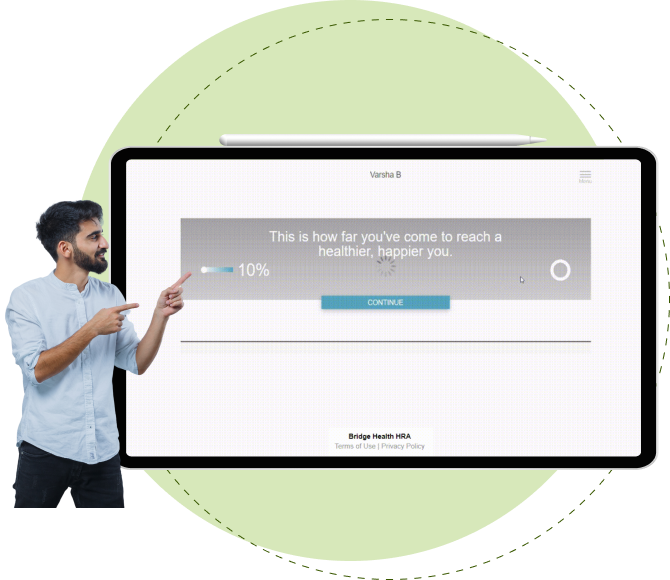 Varsha B
Menu
This is how far you've come to reach a
healthier, happier you.
10%
CONTINUE
Bridge Health HRA
Terms of Use | Privacy Policy